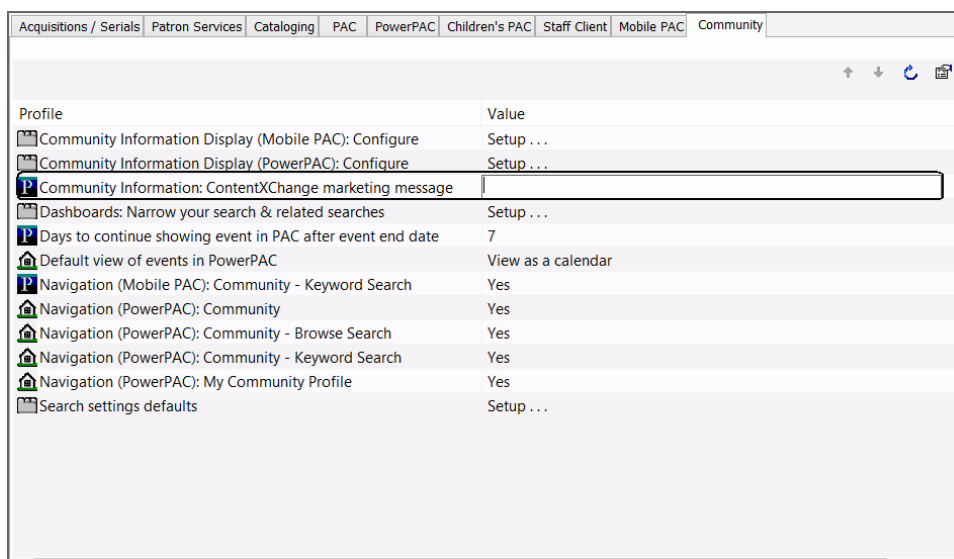 Acquisitions / Serials Patron Services Cataloging PAC PowerPAC Children's PAC Staff Client Mobile PAC Community
Profile Value
Community Information Display (Mobile PAC): Configure Setup . . .
Community Information Display (PowerPAC): Configure Setup . . .
P Community Information: ContentXChange marketing message
Dashboards: Narrow your search & related searches Setup . . .
P Days to continue showing event in PAC after event end date 7
Default view of events in PowerPAC View as a calendar
P Navigation (Mobile PAC): Community - Keyword Search Yes
Navigation (PowerPAC): Community Yes
Navigation (PowerPAC): Community - Browse Search Yes
Navigation (PowerPAC): Community - Keyword Search Yes
Navigation (PowerPAC): My Community Profile Yes
Search settings defaults Setup . . .